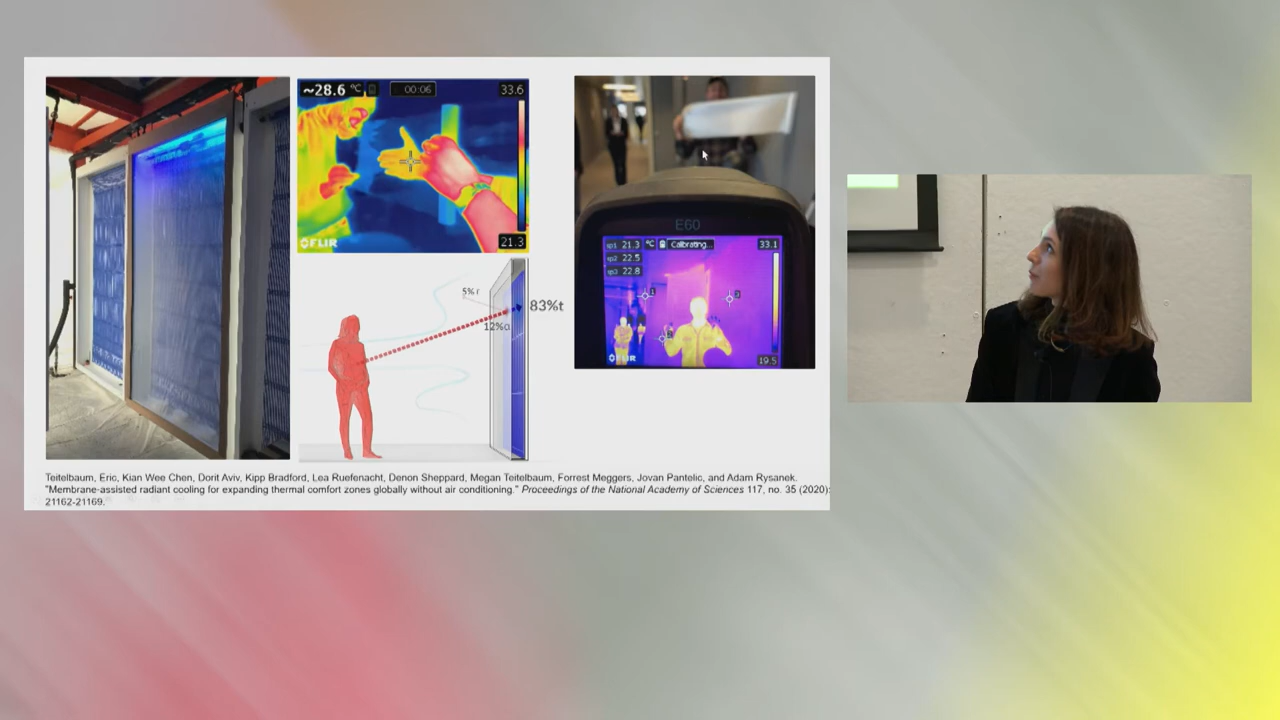 ~28.6 °C
00:06
33.6
FLIR
21.3
5% r
12%α
83%t
E60
sp1 21.3 °C Calibrating... 33.1
sp2 22.5
sp3 22.8
1
3
FLIR
19.5
Teitelbaum, Eric, Kian Wee Chen, Dorit Aviv, Kipp Bradford, Lea Ruefenacht, Denon Sheppard, Megan Teitelbaum, Forrest Meggers, Jovan Pantelic, and Adam Rysanek.
"Membrane-assisted radiant cooling for expanding thermal comfort zones globally without air conditioning." Proceedings of the National Academy of Sciences 117, no. 35 (2020):
21162-21169.